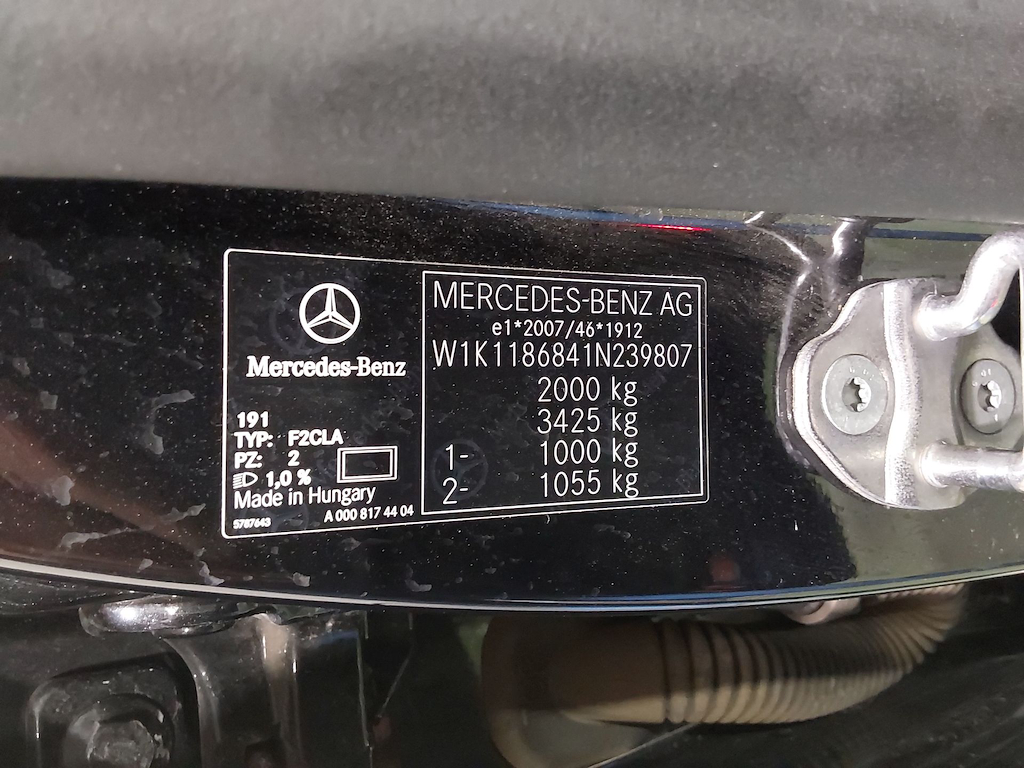 Mercedes-Benz
191
TYP: F2CLA
PZ: 2
1,0 %
Made in Hungary
5787643
A 000 817 44 04
MERCEDES-BENZ AG
e1*2007/46*1912
W1K1186841N239807
2000 kg
3425 kg
1- 1000 kg
2- 1055 kg